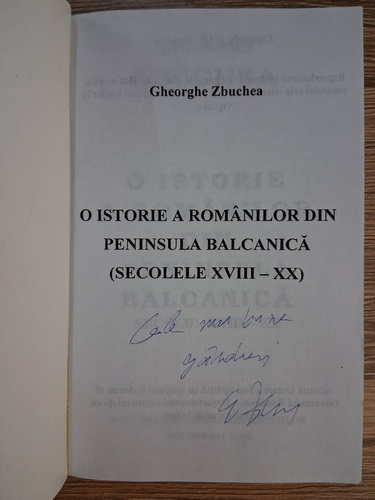 Gheorghe Zbuchea
O ISTORIE A ROMÂNILOR DIN
PENINSULA BALCANICĂ
(SECOLELE XVIII – XX)
Cele mai bune
gânduri